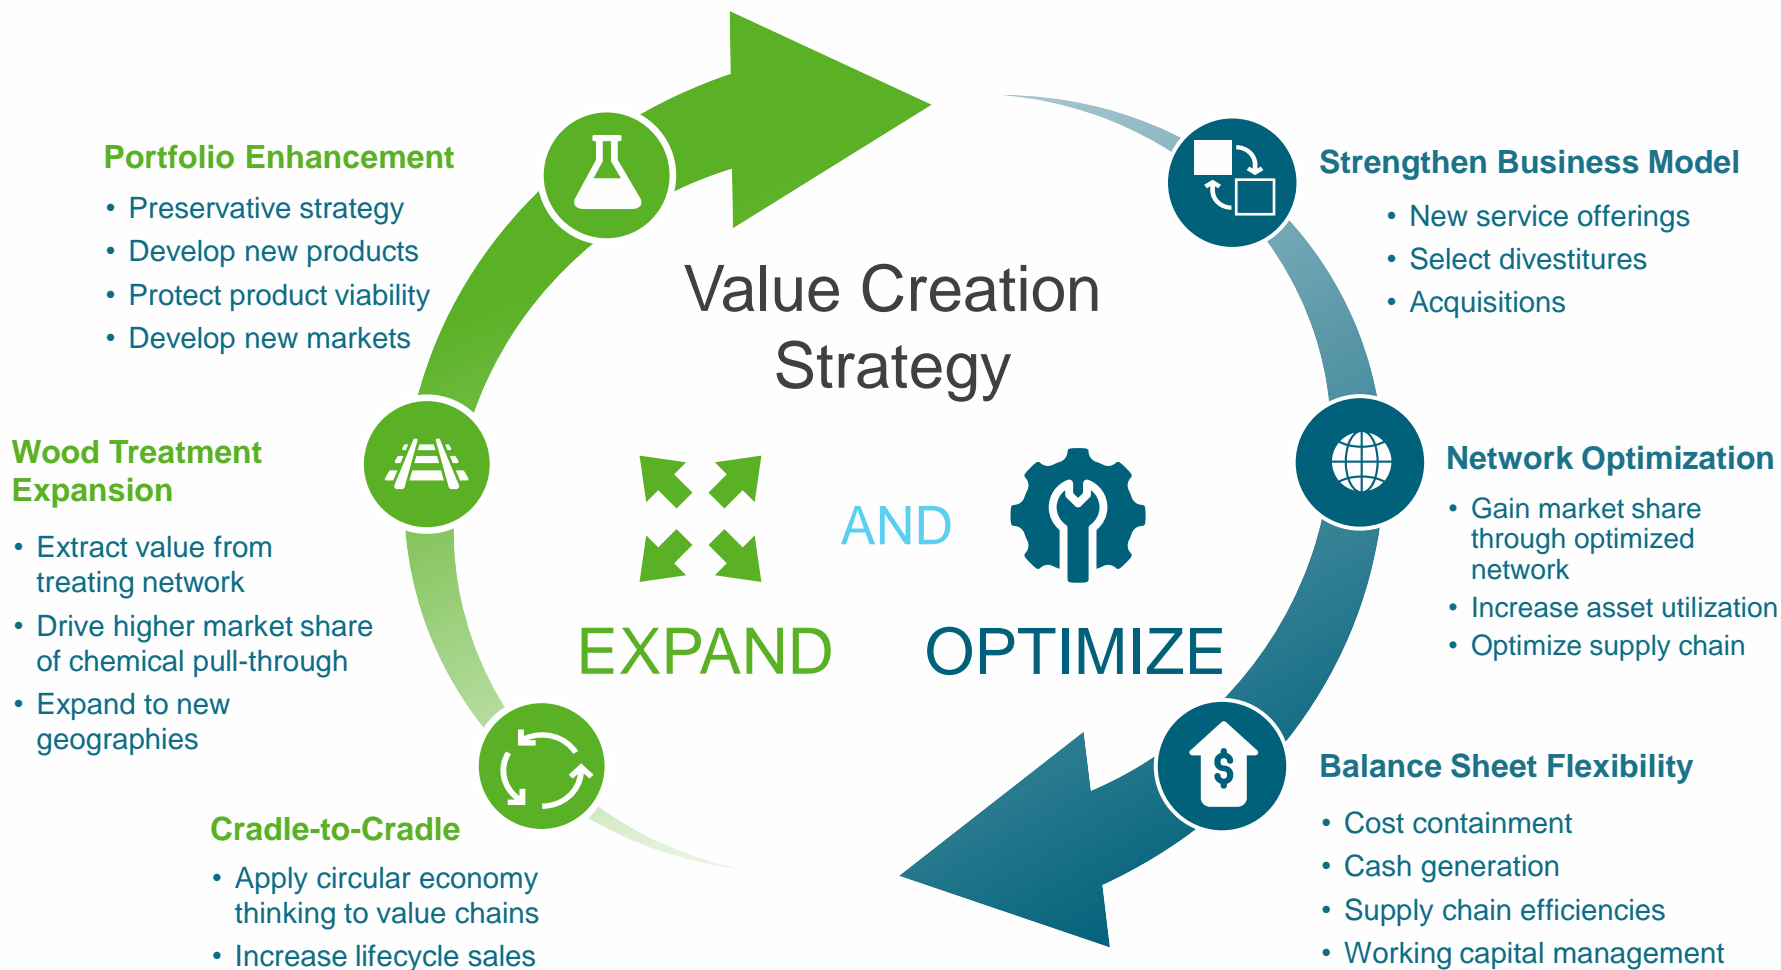 Value Creation
Strategy
EXPAND
AND
OPTIMIZE
Portfolio Enhancement
• Preservative strategy
• Develop new products
• Protect product viability
• Develop new markets
Wood Treatment
Expansion
• Extract value from
treating network
• Drive higher market share
of chemical pull-through
• Expand to new
geographies
Cradle-to-Cradle
• Apply circular economy
thinking to value chains
• Increase lifecycle sales
Strengthen Business Model
• New service offerings
• Select divestitures
• Acquisitions
Network Optimization
• Gain market share
through optimized
network
• Increase asset utilization
• Optimize supply chain
$
Balance Sheet Flexibility
• Cost containment
• Cash generation
• Supply chain efficiencies
• Working capital management